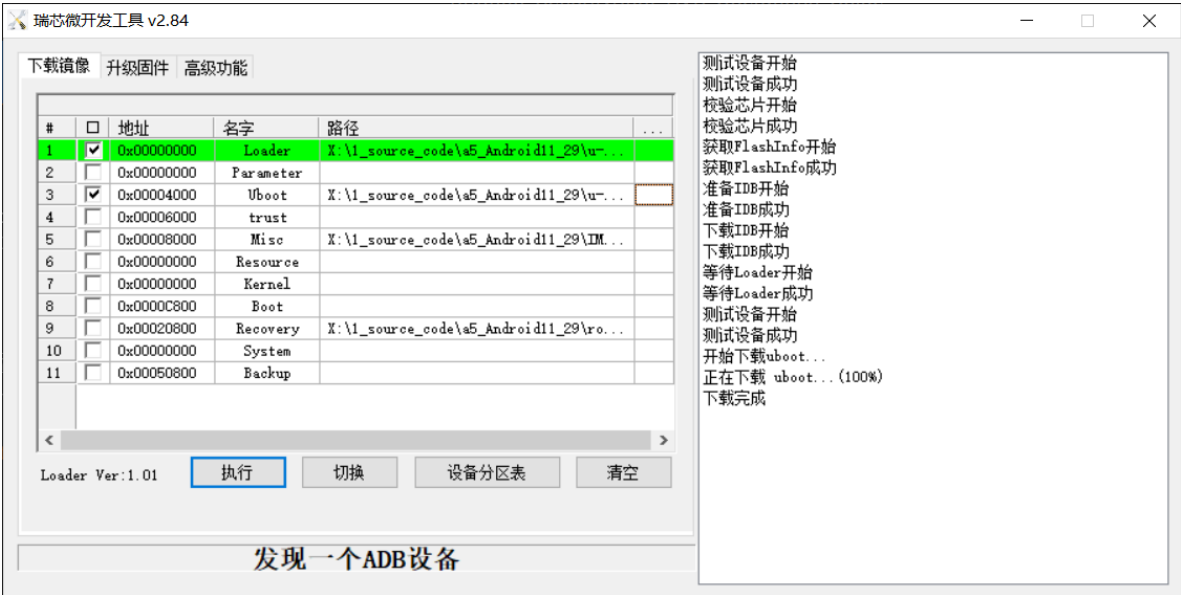 瑞芯微开发工具 v2.84
下载镜像 升级固件 高级功能
# 地址 名字 路径 ...
1 0x00000000 Loader X:\1_source_code\a5_Android11_29\u-...
2 0x00000000 Parameter
3 0x00004000 Uboot X:\1_source_code\a5_Android11_29\u-...
4 0x00006000 trust
5 0x00008000 Misc X:\1_source_code\a5_Android11_29\IM...
6 0x00000000 Resource
7 0x00000000 Kernel
8 0x0000C800 Boot
9 0x00020800 Recovery X:\1_source_code\a5_Android11_29\ro...
10 0x00000000 System
11 0x00050800 Backup
Loader Ver:1.01 执行 切换 设备分区表 清空
发现一个ADB设备
测试设备开始
测试设备成功
校验芯片开始
校验芯片成功
获取FlashInfo开始
获取FlashInfo成功
准备IDB开始
准备IDB成功
下载IDB开始
下载IDB成功
等待Loader开始
等待Loader成功
测试设备开始
测试设备成功
开始下载uboot...
正在下载 uboot...(100%)
下载完成